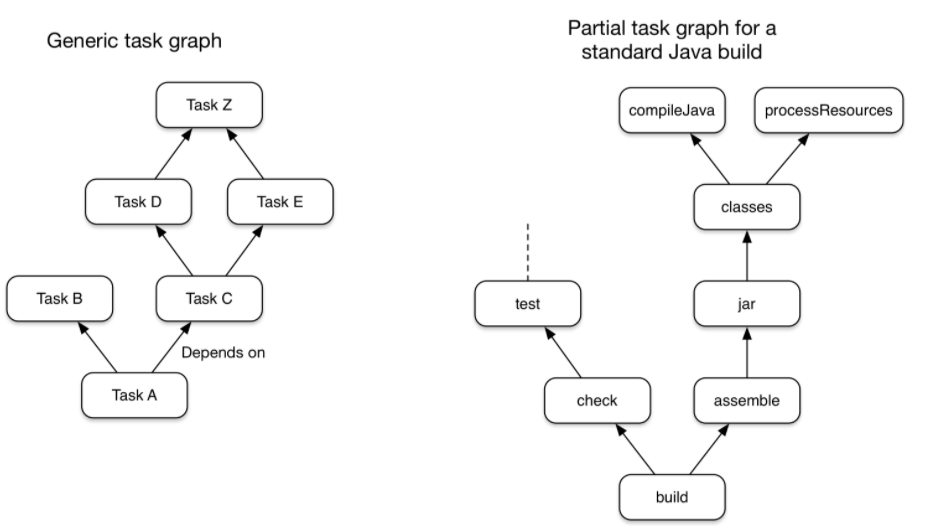 Generic task graph
Task Z
Task D
Task E
Task B
Task C
Depends on
Task A
Partial task graph for a
standard Java build
compileJava
processResources
classes
test
jar
check
assemble
build